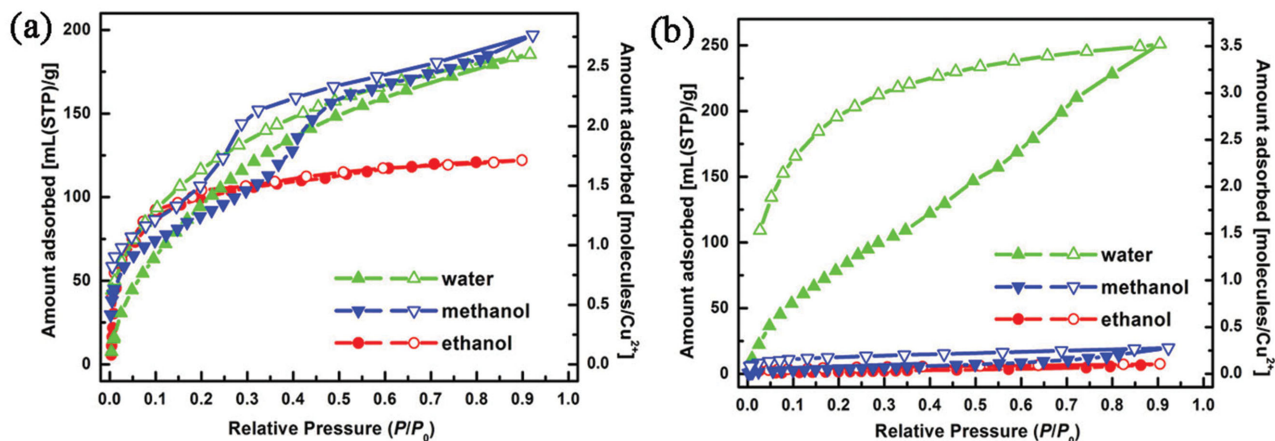 (a)
200
150
100
50
0
Amount adsorbed [mL(STP)/g]
2.5
2.0
1.5
1.0
0.5
0.0
Amount adsorbed [molecules/Cu²⁺]
water
methanol
ethanol
0.0 0.1 0.2 0.3 0.4 0.5 0.6 0.7 0.8 0.9 1.0
Relative Pressure (P/P₀)
(b)
250
200
150
100
50
0
Amount adsorbed [mL(STP)/g]
3.5
3.0
2.5
2.0
1.5
1.0
0.5
0.0
Amount adsorbed [molecules/Cu²⁺]
water
methanol
ethanol
0.0 0.1 0.2 0.3 0.4 0.5 0.6 0.7 0.8 0.9 1.0
Relative Pressure (P/P₀)